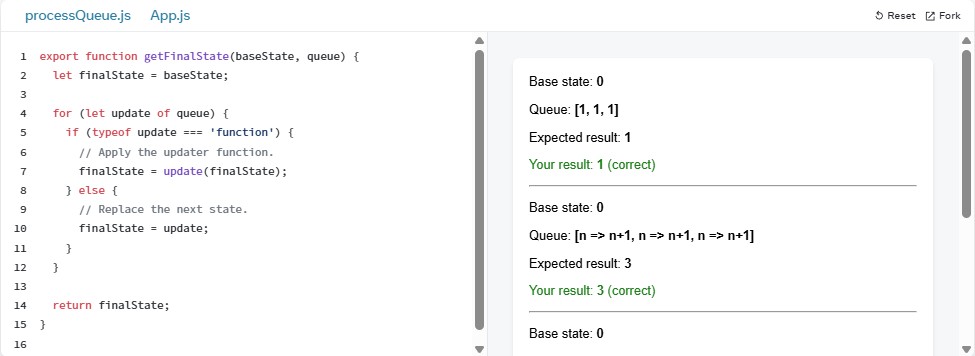 processQueue.js App.js Reset Fork
1 export function getFinalState(baseState, queue) {
2   let finalState = baseState;
3
4   for (let update of queue) {
5     if (typeof update === 'function') {
6       // Apply the updater function.
7       finalState = update(finalState);
8     } else {
9       // Replace the next state.
10       finalState = update;
11     }
12   }
13
14   return finalState;
15 }
16
Base state: 0
Queue: [1, 1, 1]
Expected result: 1
Your result: 1 (correct)
Base state: 0
Queue: [n => n+1, n => n+1, n => n+1]
Expected result: 3
Your result: 3 (correct)
Base state: 0